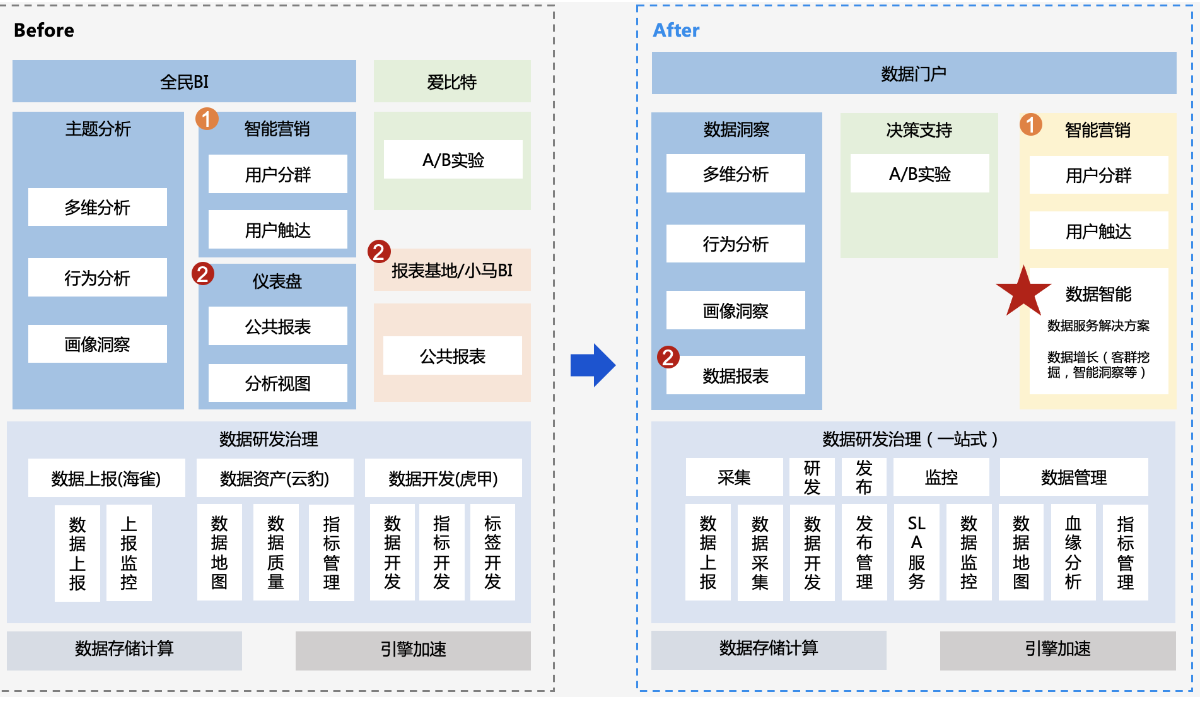 Before
全民BI
爱比特
主题分析
多维分析
行为分析
画像洞察
1
智能营销
用户分群
用户触达
2
仪表盘
公共报表
分析视图
A/B实验
2
报表基地/小马BI
公共报表
数据研发治理
数据上报(海雀)
数据资产(云豹)
数据开发(虎甲)
数据上报
上报监控
数据地图
数据质量
指标管理
数据开发
指标开发
标签开发
数据存储计算
引擎加速
After
数据门户
数据洞察
多维分析
行为分析
画像洞察
2
数据报表
决策支持
A/B实验
1
智能营销
用户分群
用户触达
数据智能
数据服务解决方案
数据增长（客群挖
掘，智能洞察等）
数据研发治理（一站式）
采集
研发
发布
监控
数据管理
数据上报
数据采集
数据开发
发布管理
SLA服务
数据监控
数据地图
血缘分析
指标管理
数据存储计算
引擎加速